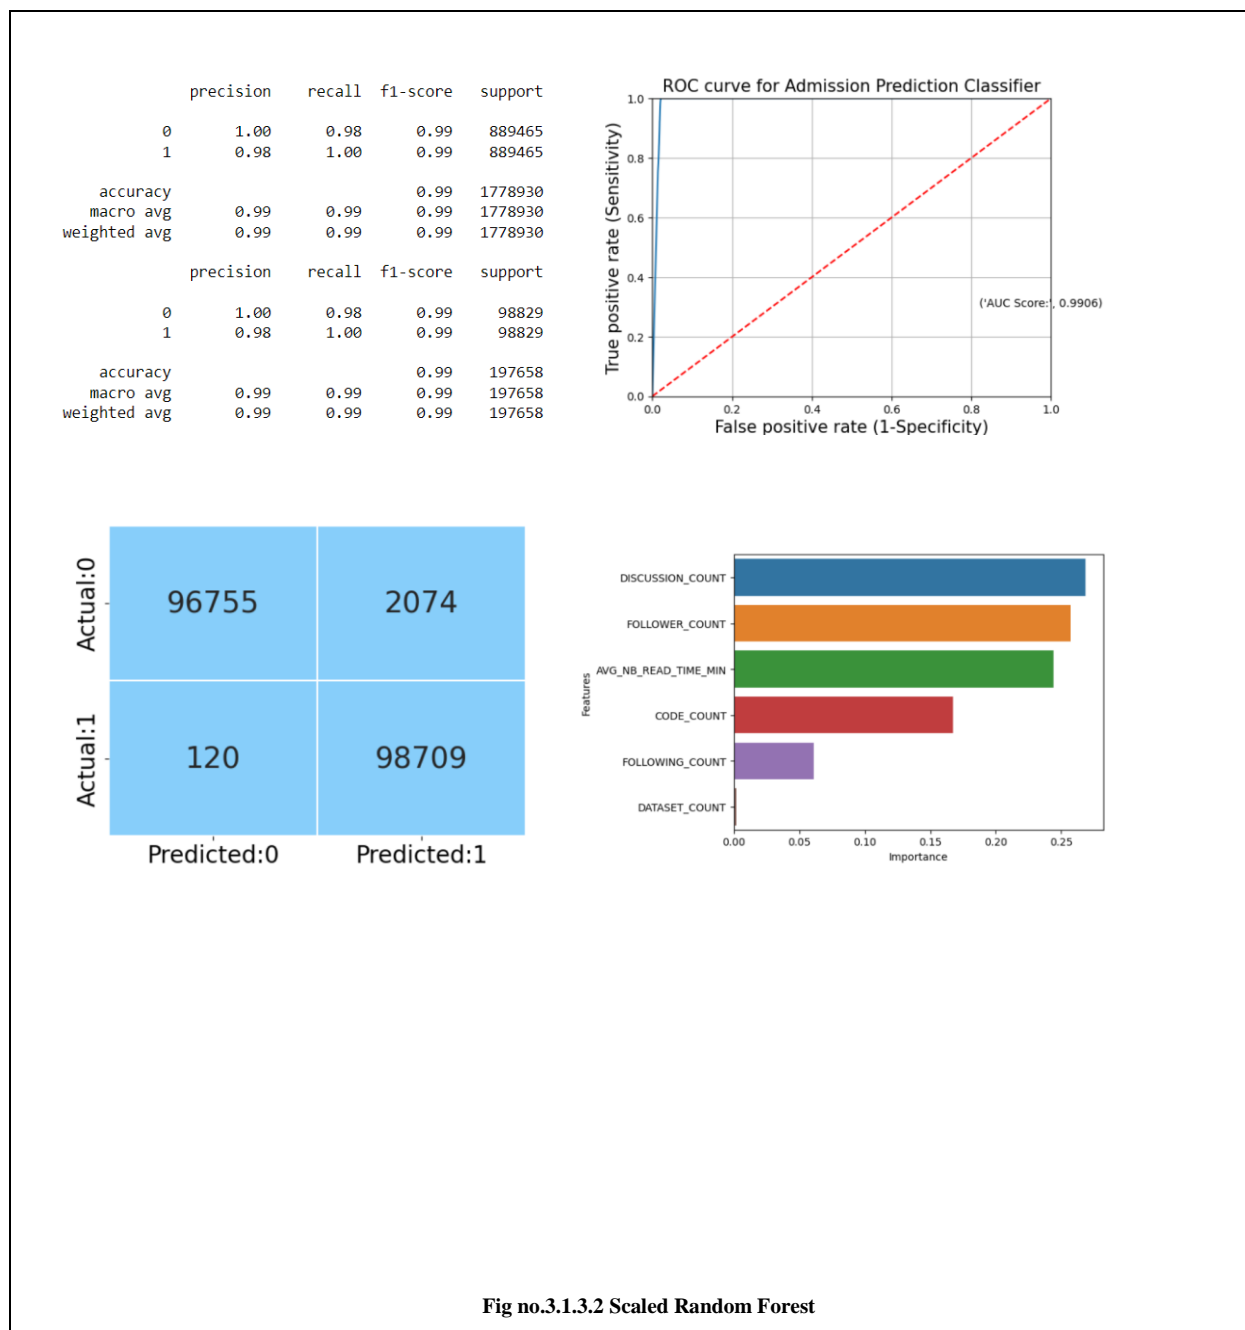 precision recall f1-score support
0 1.00 0.98 0.99 889465
1 0.98 1.00 0.99 889465
accuracy 0.99 1778930
macro avg 0.99 0.99 0.99 1778930
weighted avg 0.99 0.99 0.99 1778930
precision recall f1-score support
0 1.00 0.98 0.99 98829
1 0.98 1.00 0.99 98829
accuracy 0.99 197658
macro avg 0.99 0.99 0.99 197658
weighted avg 0.99 0.99 0.99 197658
ROC curve for Admission Prediction Classifier
True positive rate (Sensitivity)
1.0
0.8
0.6
0.4
0.2
0.0
('AUC Score:', 0.9906)
0.0 0.2 0.4 0.6 0.8 1.0
False positive rate (1-Specificity)
Actual:0
96755 2074
Actual:1
120 98709
Predicted:0 Predicted:1
Features
DISCUSSION_COUNT
FOLLOWER_COUNT
AVG_NB_READ_TIME_MIN
CODE_COUNT
FOLLOWING_COUNT
DATASET_COUNT
0.00 0.05 0.10 0.15 0.20 0.25
Importance
Fig no.3.1.3.2 Scaled Random Forest